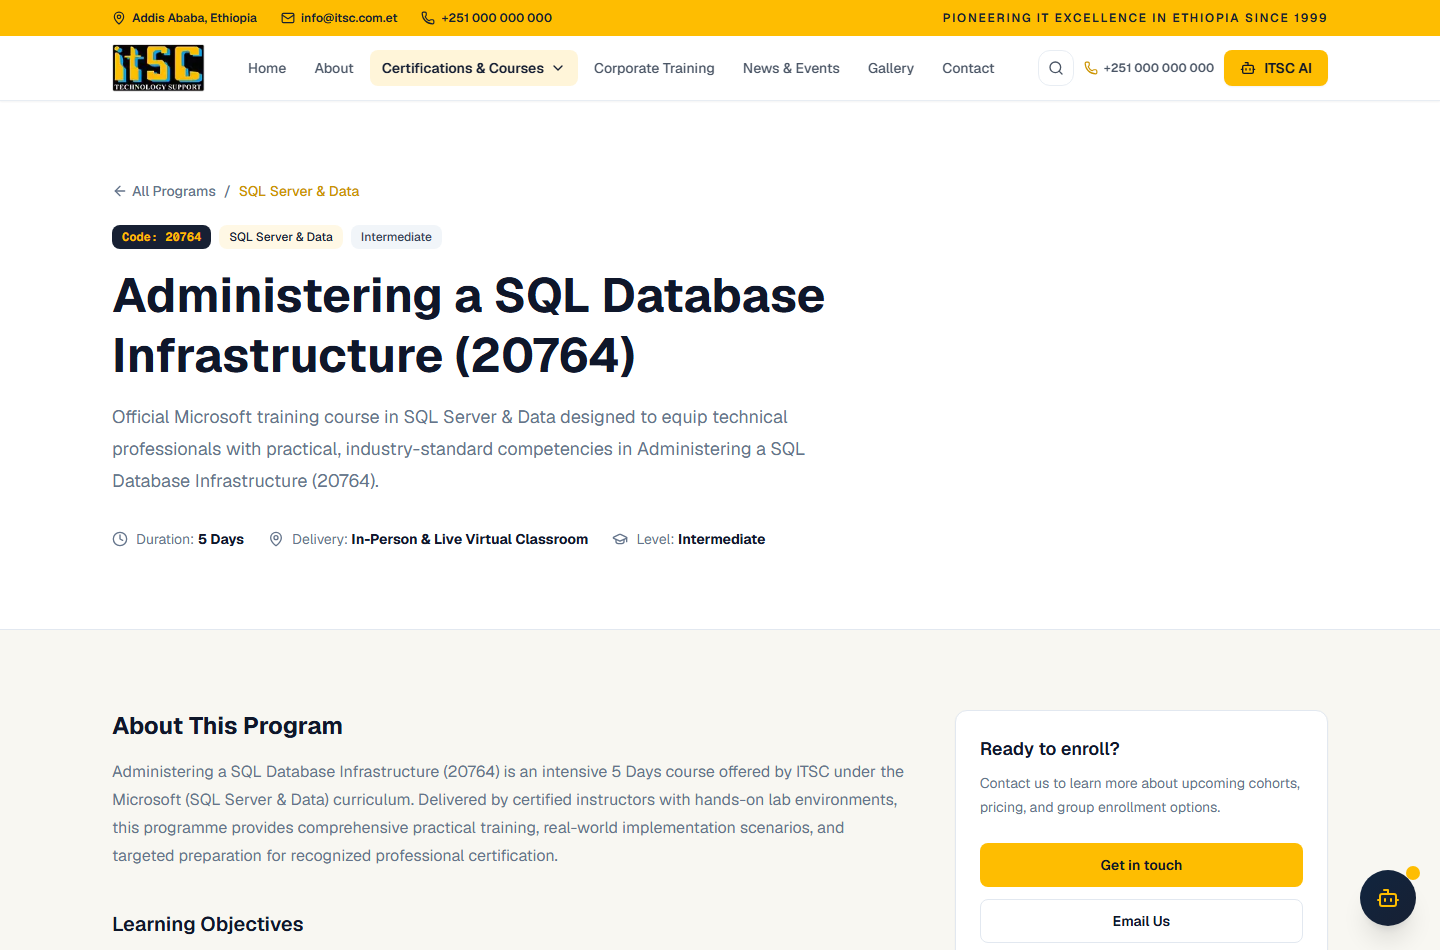 Addis Ababa, Ethiopia
info@itsc.com.et
+251 000 000 000
PIONEERING IT EXCELLENCE IN ETHIOPIA SINCE 1999
itSC
TECHNOLOGY SUPPORT
Home
About
Certifications & Courses
Corporate Training
News & Events
Gallery
Contact
+251 000 000 000
ITSC AI
All Programs / SQL Server & Data
Code: 20764
SQL Server & Data
Intermediate
Administering a SQL Database
Infrastructure (20764)
Official Microsoft training course in SQL Server & Data designed to equip technical
professionals with practical, industry-standard competencies in Administering a SQL
Database Infrastructure (20764).
Duration: 5 Days
Delivery: In-Person & Live Virtual Classroom
Level: Intermediate
About This Program
Administering a SQL Database Infrastructure (20764) is an intensive 5 Days course offered by ITSC under the
Microsoft (SQL Server & Data) curriculum. Delivered by certified instructors with hands-on lab environments,
this programme provides comprehensive practical training, real-world implementation scenarios, and
targeted preparation for recognized professional certification.
Learning Objectives
Ready to enroll?
Contact us to learn more about upcoming cohorts,
pricing, and group enrollment options.
Get in touch
Email Us